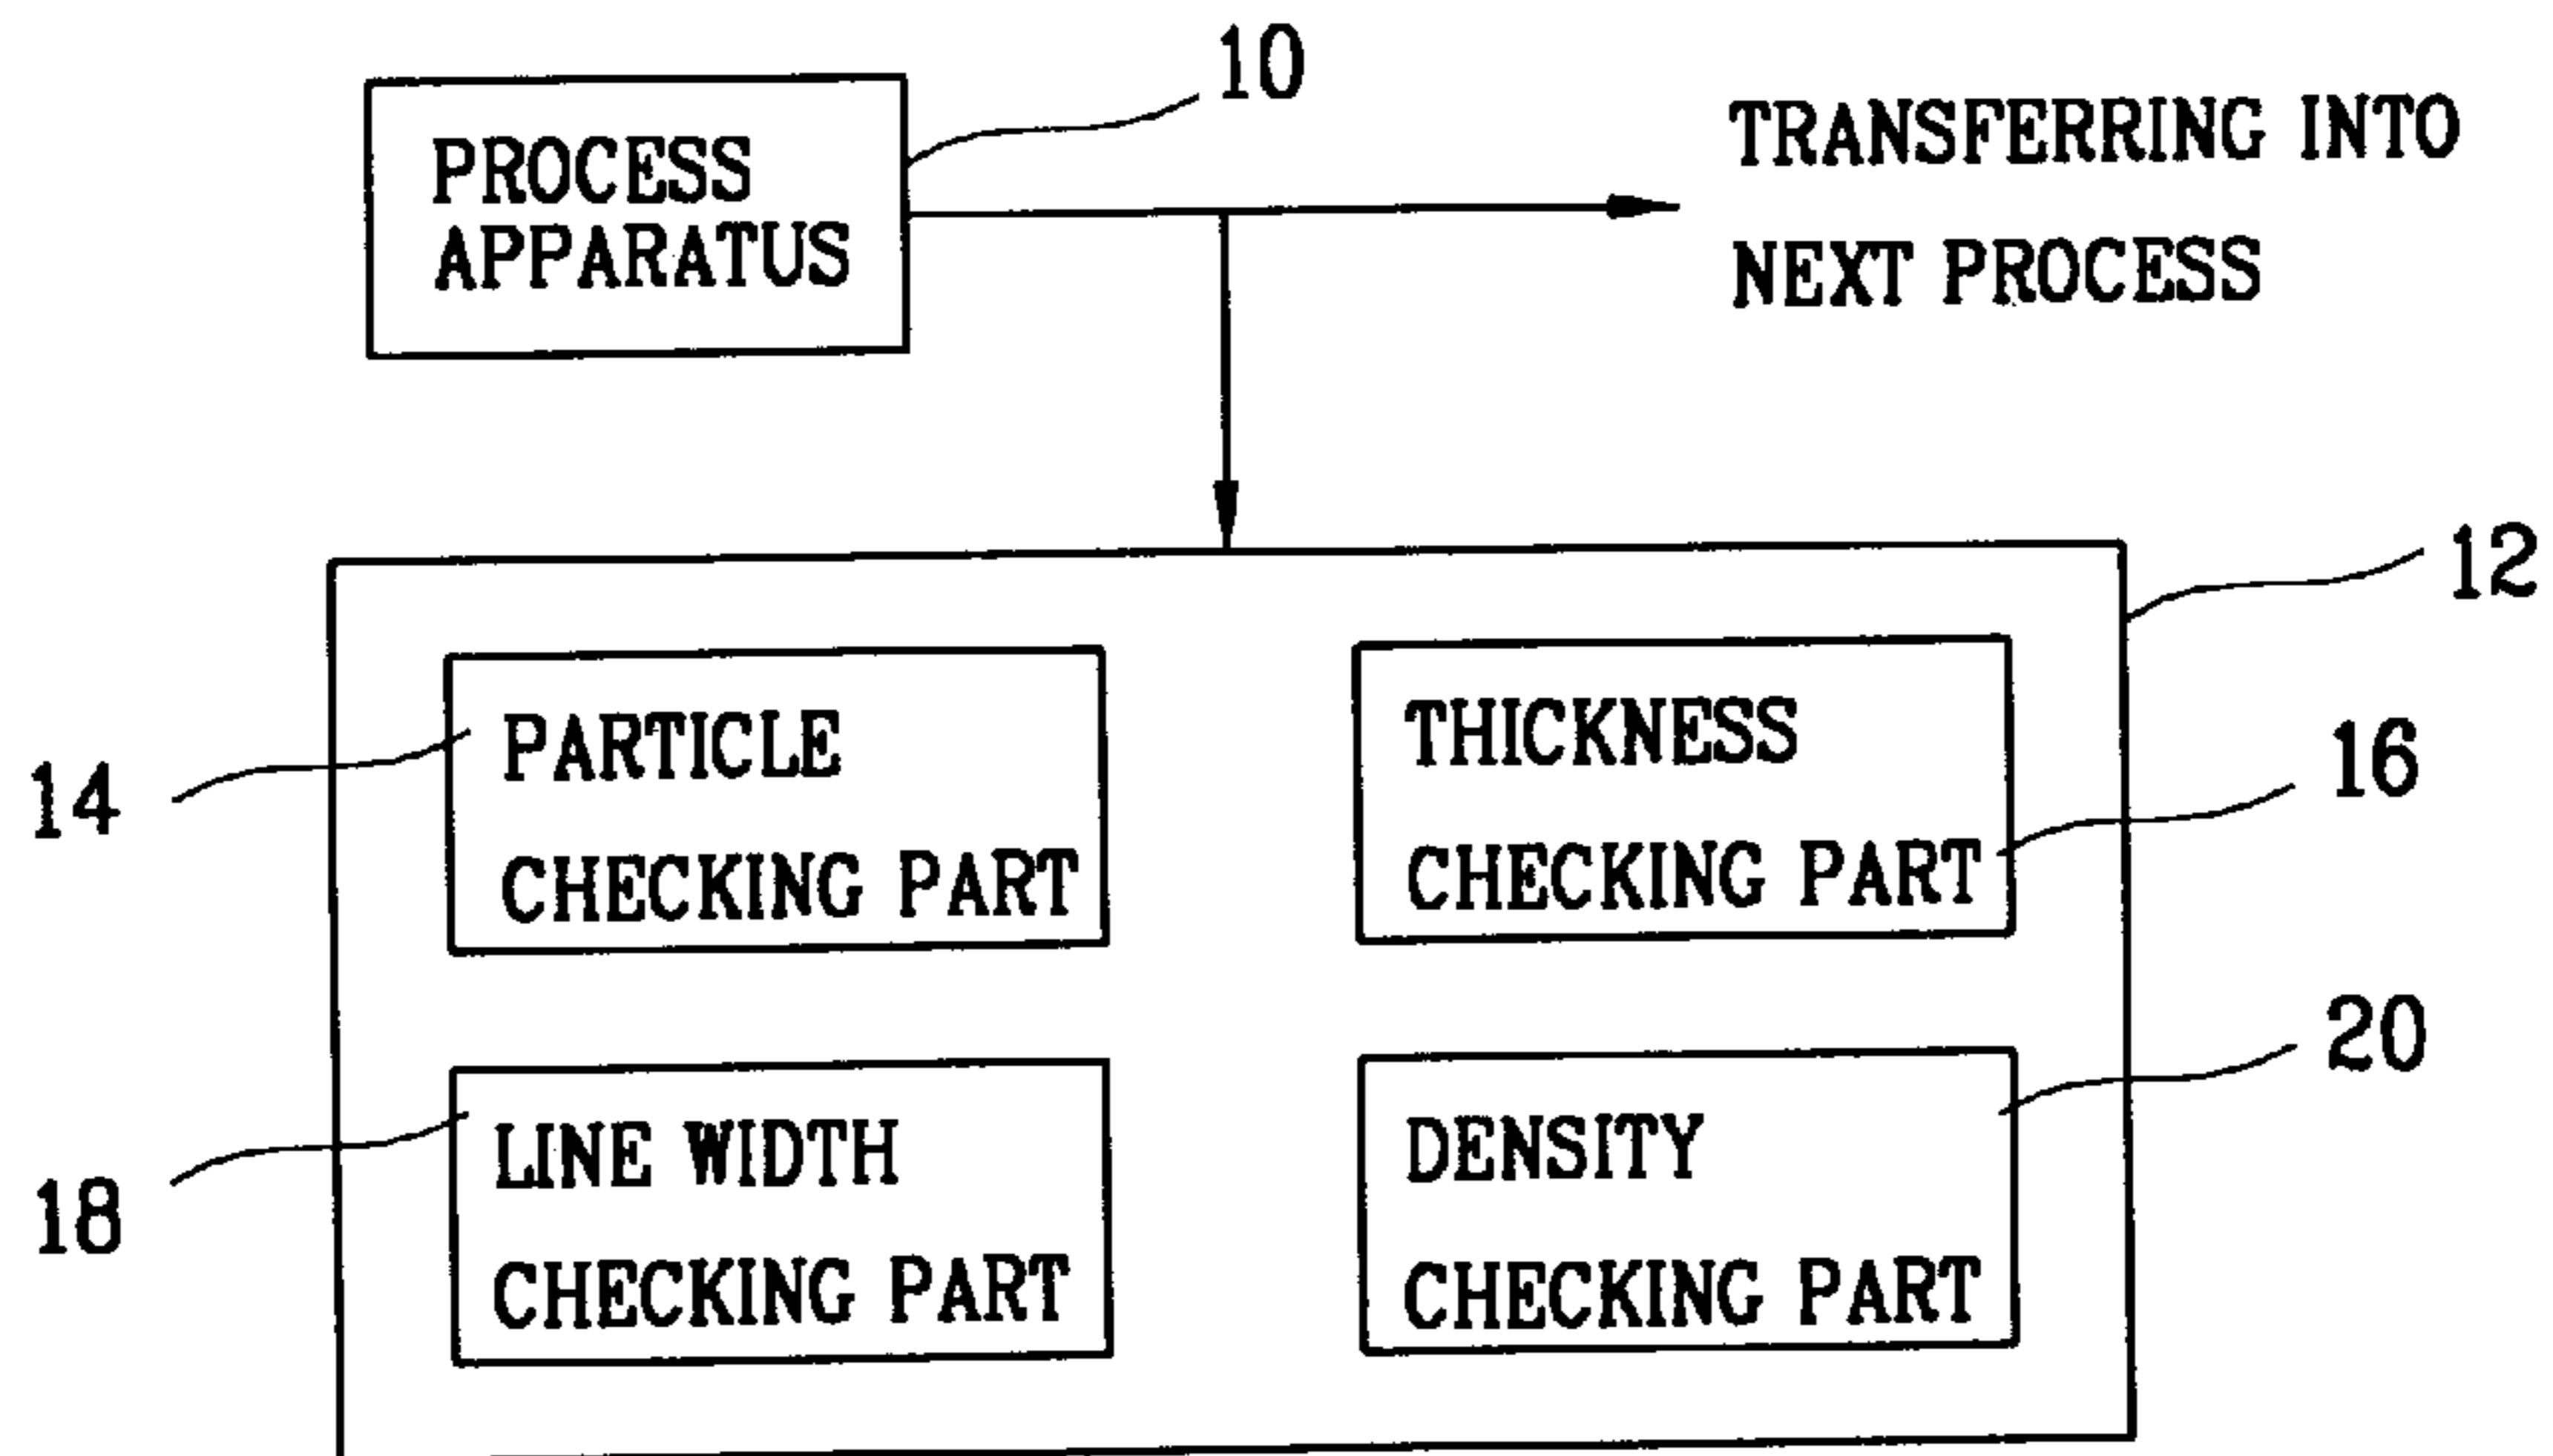 10
PROCESS
APPARATUS
TRANSFERRING INTO
NEXT PROCESS
12
14
PARTICLE
CHECKING PART
THICKNESS
CHECKING PART
16
18
LINE WIDTH
CHECKING PART
DENSITY
CHECKING PART
20